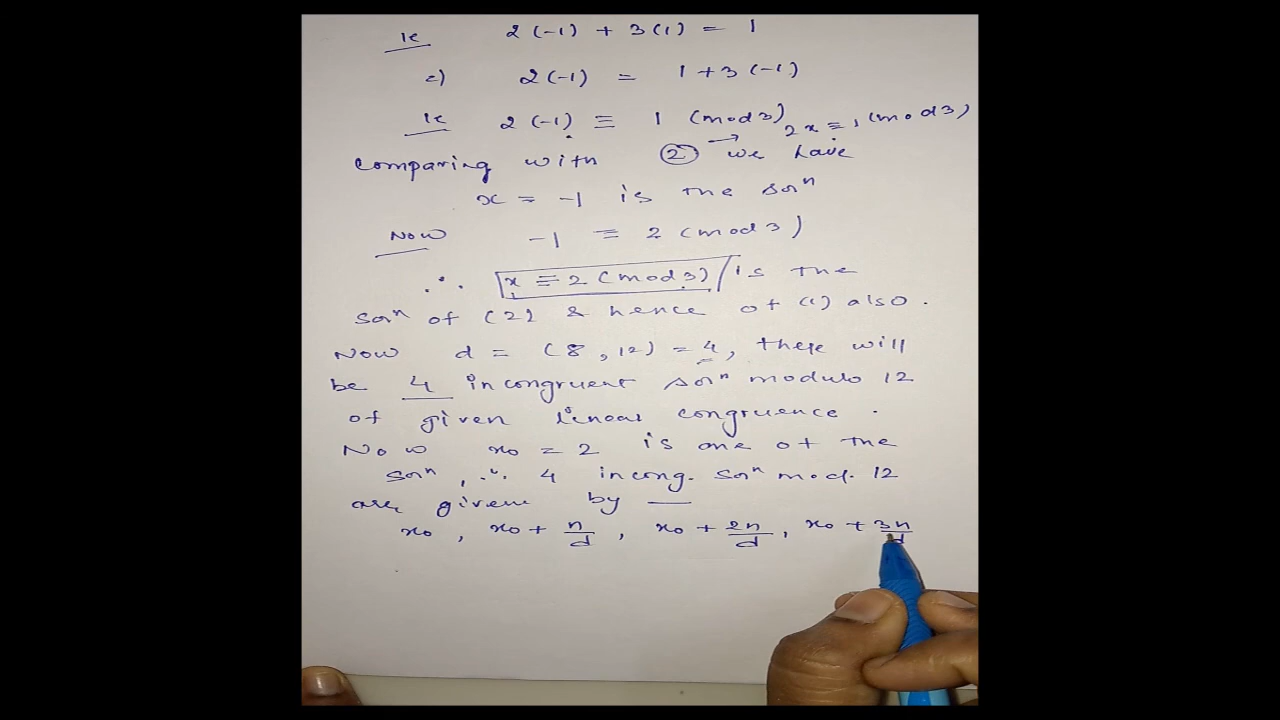 ie 2(-1) + 3(1) = 1
=) 2(-1) = 1 + 3(-1)
ie 2(-1) ≡ 1 (mod 3) 2x ≡ 1 (mod 3)
Comparing with ② → we have
x = -1 is the solⁿ
Now -1 ≡ 2 (mod 3)
∴ x ≡ 2 (mod 3) is the
solⁿ of (2) & hence of (1) also.
Now d = (8, 12) = 4, there will
be 4 incongruent solⁿ modulo 12
of given linear congruence.
Now x₀ = 2 is one of the
solⁿ, ∴ 4 incong. solⁿ mod. 12
are given by —
x₀, x₀ + n/d, x₀ + 2n/d, x₀ + 3n/d